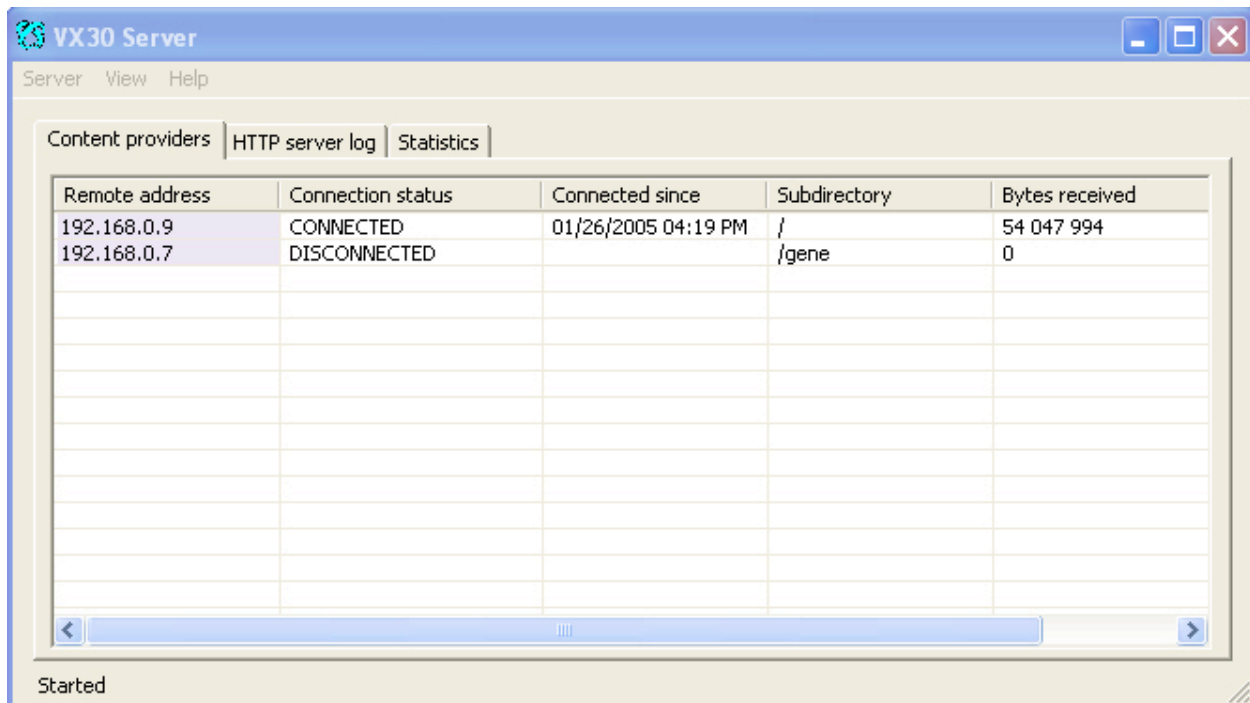 VX30 Server
Server View Help
Content providers HTTP server log Statistics
Remote address Connection status Connected since Subdirectory Bytes received
192.168.0.9 CONNECTED 01/26/2005 04:19 PM / 54 047 994
192.168.0.7 DISCONNECTED /gene 0
Started